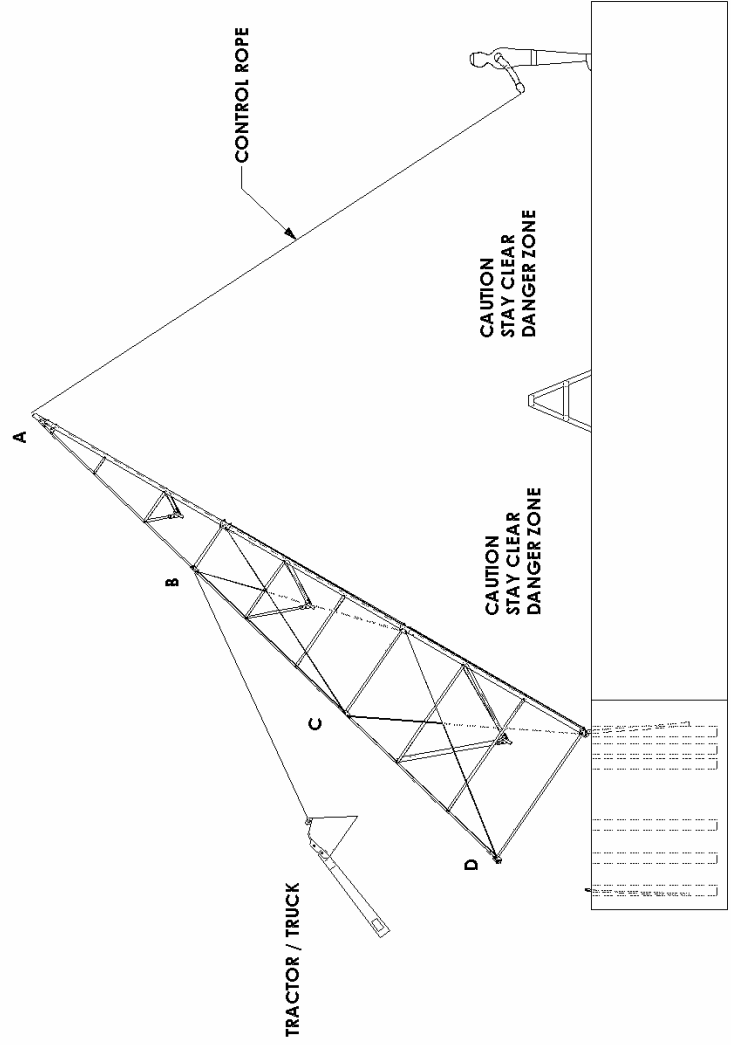 CONTROL ROPE
A
CAUTION
STAY CLEAR
DANGER ZONE
B
CAUTION
STAY CLEAR
DANGER ZONE
C
D
TRACTOR / TRUCK